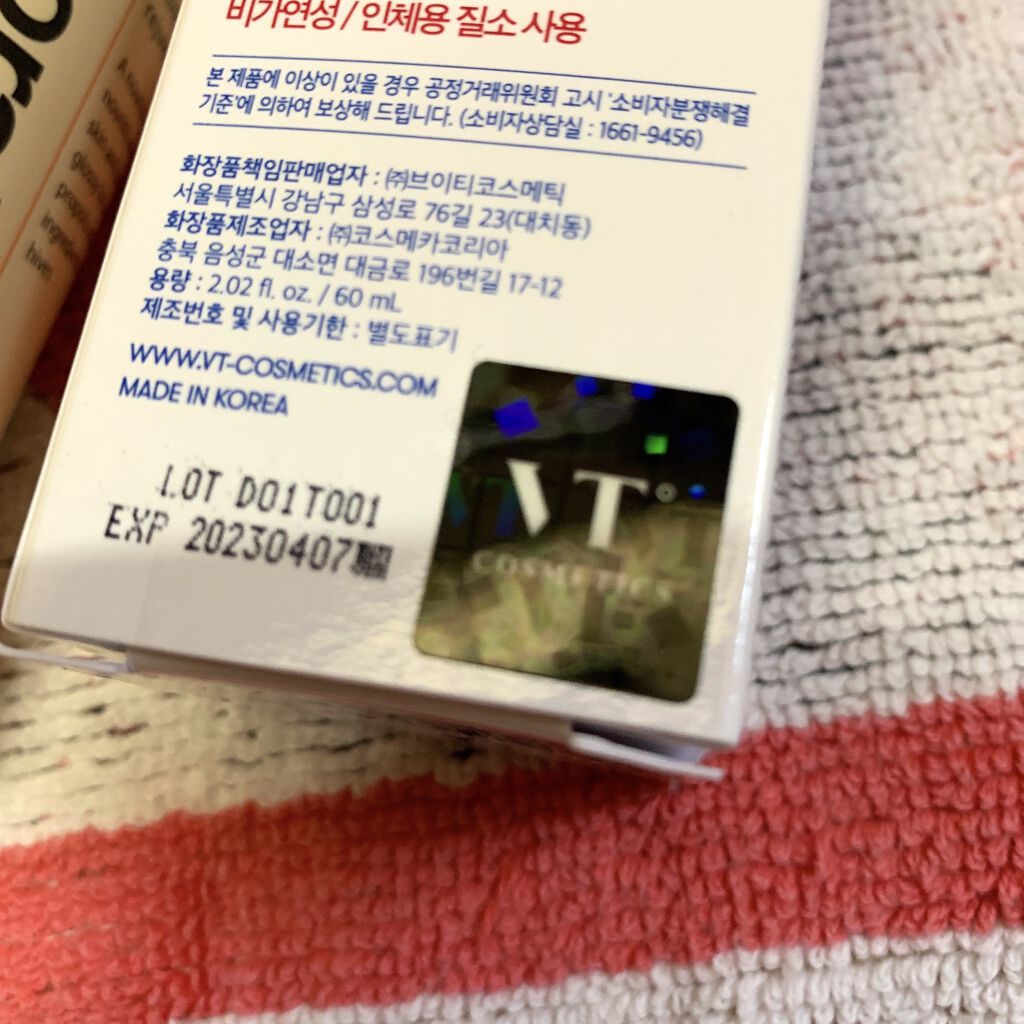 비가연성 / 인체용 질소 사용
본 제품에 이상이 있을 경우 공정거래위원회 고시 '소비자분쟁해결
기준'에 의하여 보상해 드립니다. (소비자상담실 : 1661-9456)
화장품책임판매업자 : ㈜브이티코스메틱
서울특별시 강남구 삼성로 76길 23(대치동)
화장품제조업자 : ㈜코스메카코리아
충북 음성군 대소면 대금로 196번길 17-12
용량 : 2.02 fl. oz. / 60 mL
제조번호 및 사용기한 : 별도표기
WWW.VT-COSMETICS.COM
MADE IN KOREA
LOT D01T001
EXP 20230407
VT
COSMETICS